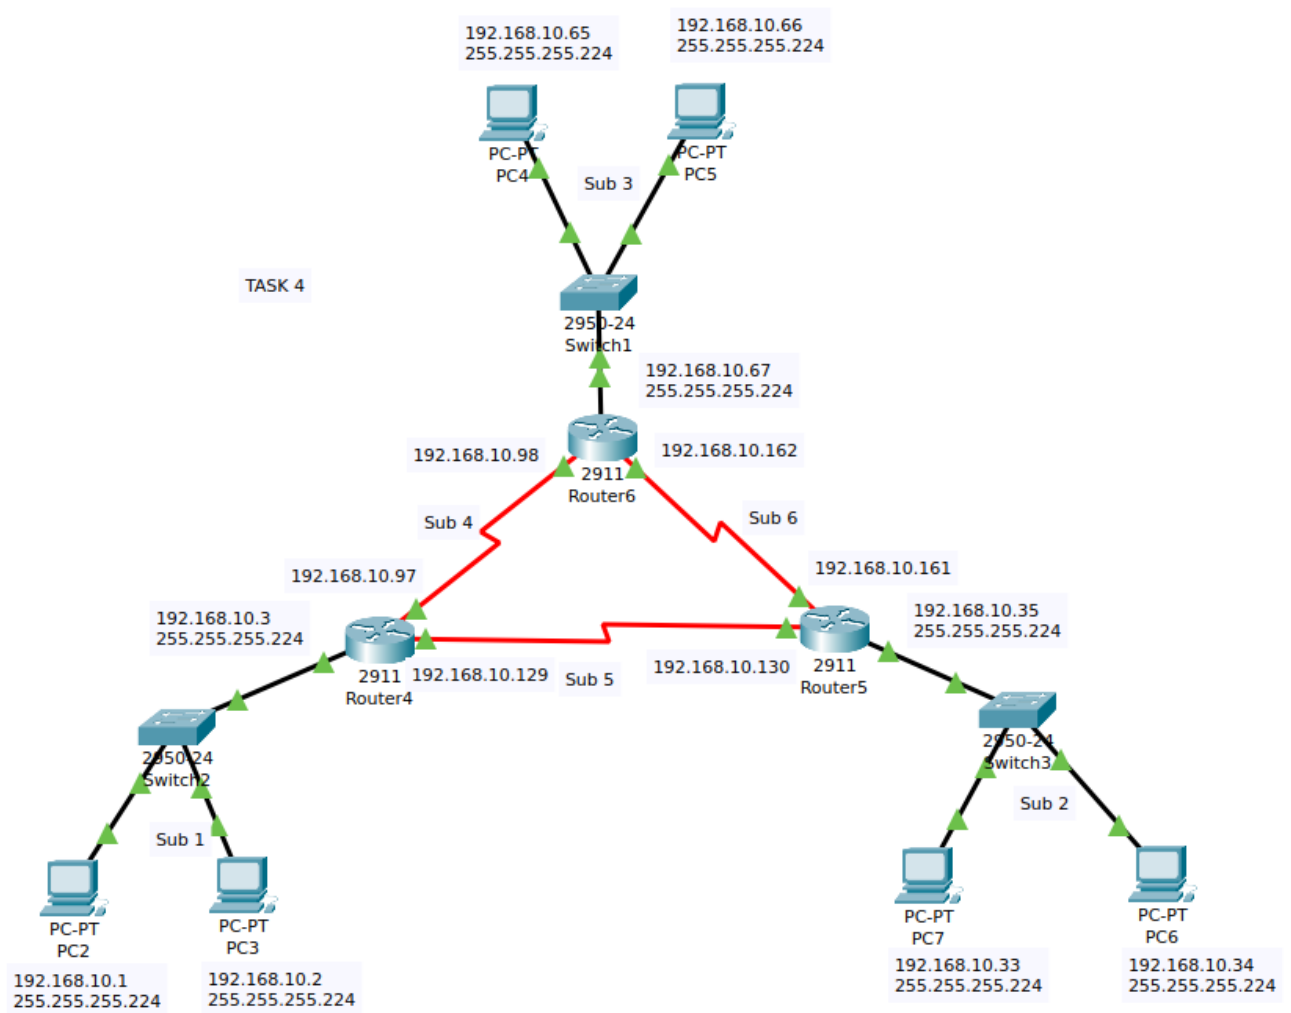 192.168.10.65
255.255.255.224
192.168.10.66
255.255.255.224
PC-PT
PC4
PC-PT
PC5
Sub 3
TASK 4
2950-24
Switch1
192.168.10.67
255.255.255.224
192.168.10.98
192.168.10.162
2911
Router6
Sub 4
Sub 6
192.168.10.97
192.168.10.161
192.168.10.3
255.255.255.224
192.168.10.35
255.255.255.224
2911
Router4
192.168.10.129
Sub 5
192.168.10.130
2911
Router5
2950-24
Switch2
2950-24
Switch3
Sub 1
Sub 2
PC-PT
PC2
PC-PT
PC3
PC-PT
PC7
PC-PT
PC6
192.168.10.1
255.255.255.224
192.168.10.2
255.255.255.224
192.168.10.33
255.255.255.224
192.168.10.34
255.255.255.224